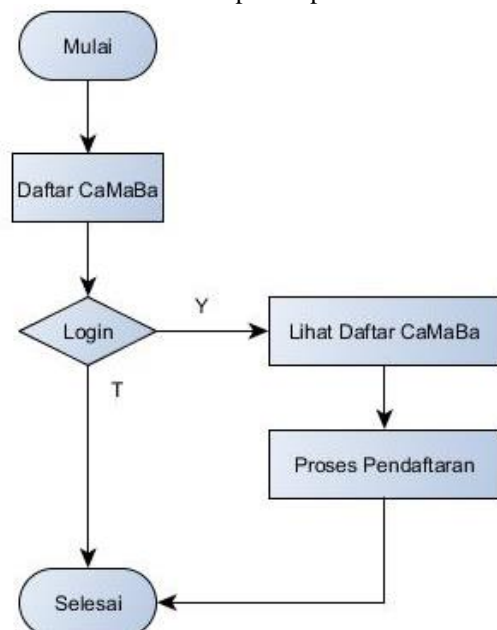 Mulai
Daftar CaMaBa
Login
Y
Lihat Daftar CaMaBa
T
Proses Pendaftaran
Selesai